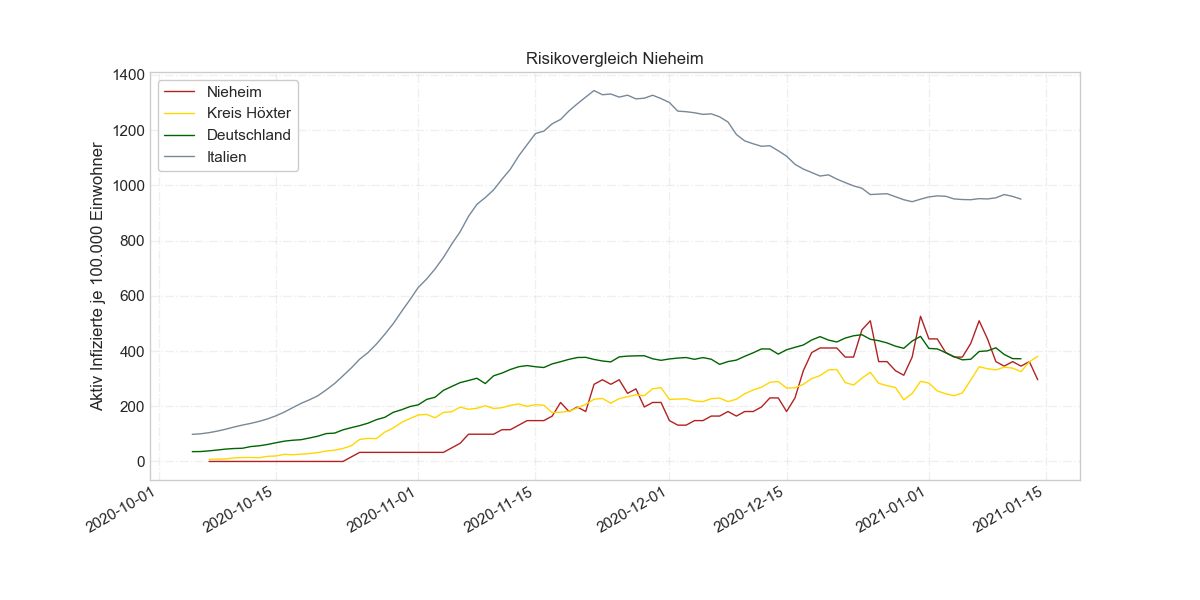 Risikovergleich Nieheim
Aktiv Infizierte je 100.000 Einwohner
1400
1200
1000
800
600
400
200
0
Nieheim
Kreis Höxter
Deutschland
Italien
2020-10-01
2020-10-15
2020-11-01
2020-11-15
2020-12-01
2020-12-15
2021-01-01
2021-01-15